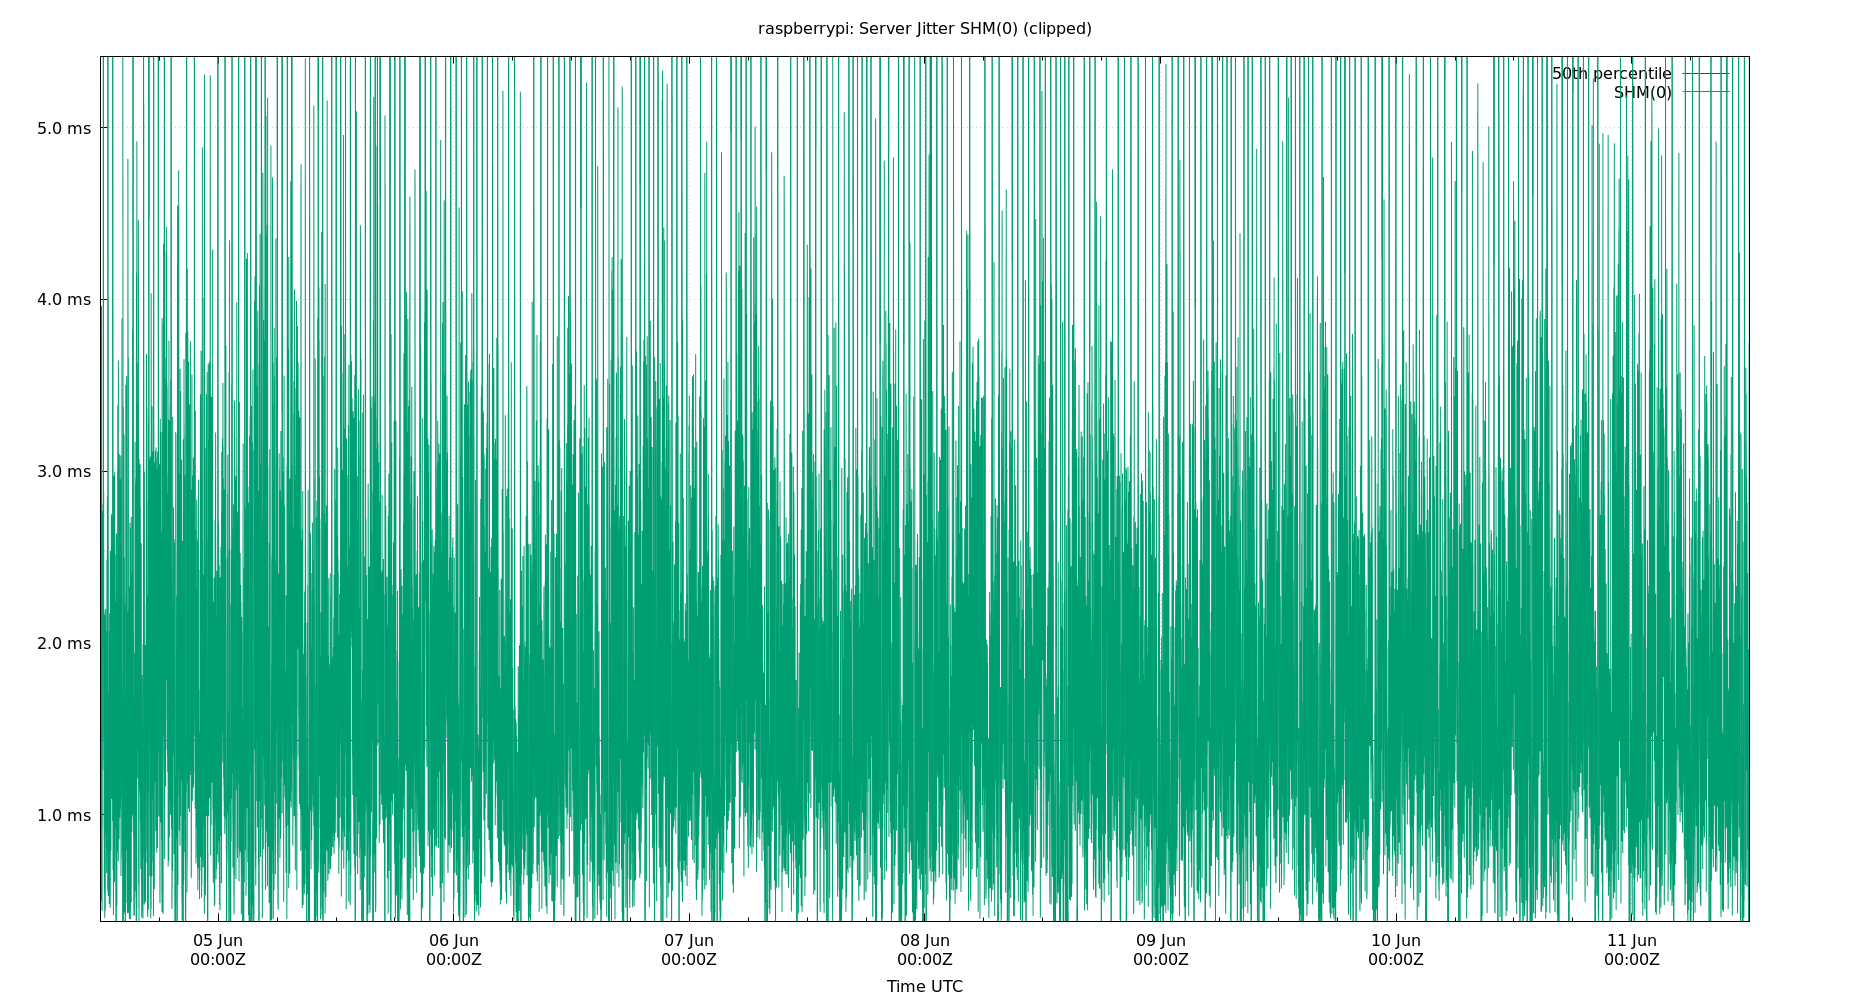 raspberrypi: Server Jitter SHM(0) (clipped)
50th percentile
SHM(0)
5.0 ms
4.0 ms
3.0 ms
2.0 ms
1.0 ms
05 Jun 06 Jun 07 Jun 08 Jun 09 Jun 10 Jun 11 Jun
00:00Z 00:00Z 00:00Z 00:00Z 00:00Z 00:00Z 00:00Z
Time UTC